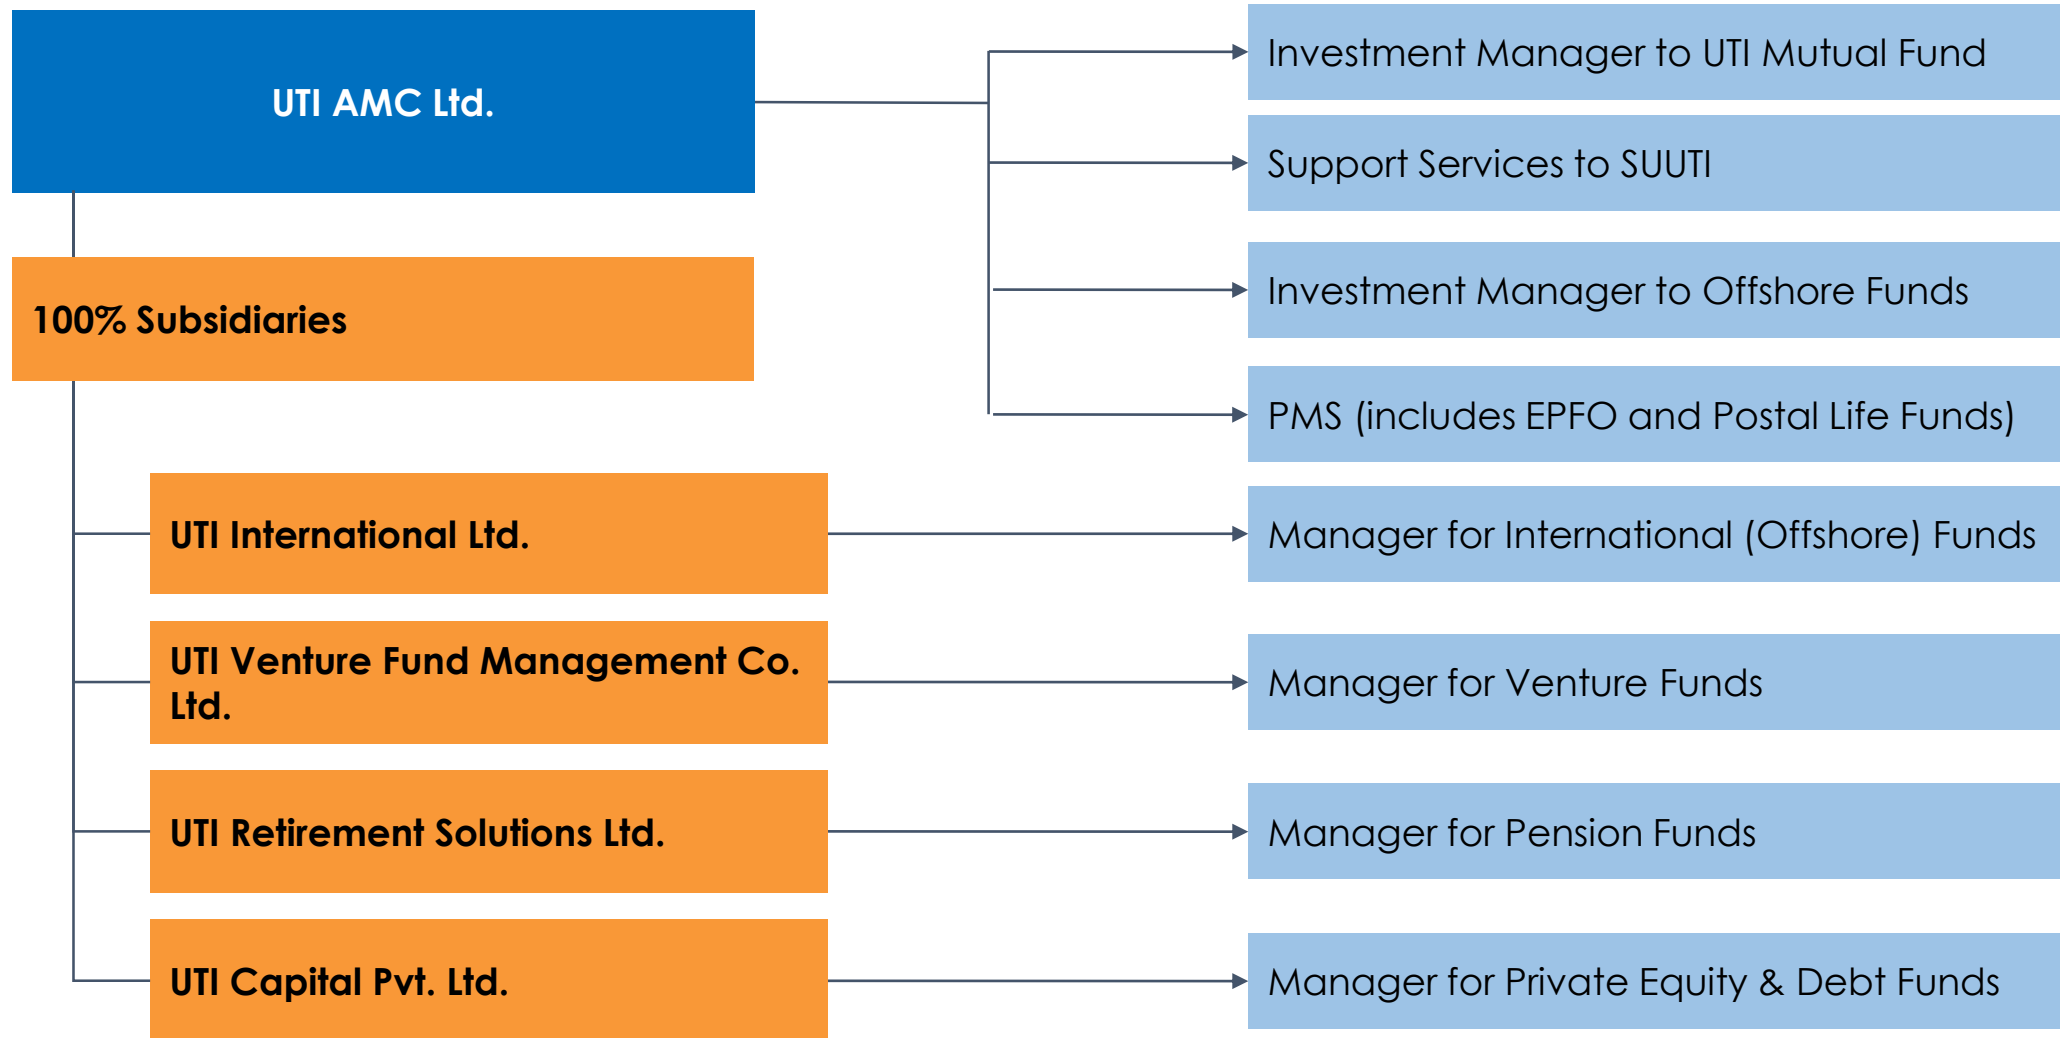 UTI AMC Ltd.
Investment Manager to UTI Mutual Fund
Support Services to SUUTI
Investment Manager to Offshore Funds
PMS (includes EPFO and Postal Life Funds)
100% Subsidiaries
UTI International Ltd.
Manager for International (Offshore) Funds
UTI Venture Fund Management Co.
Ltd.
Manager for Venture Funds
UTI Retirement Solutions Ltd.
Manager for Pension Funds
UTI Capital Pvt. Ltd.
Manager for Private Equity & Debt Funds